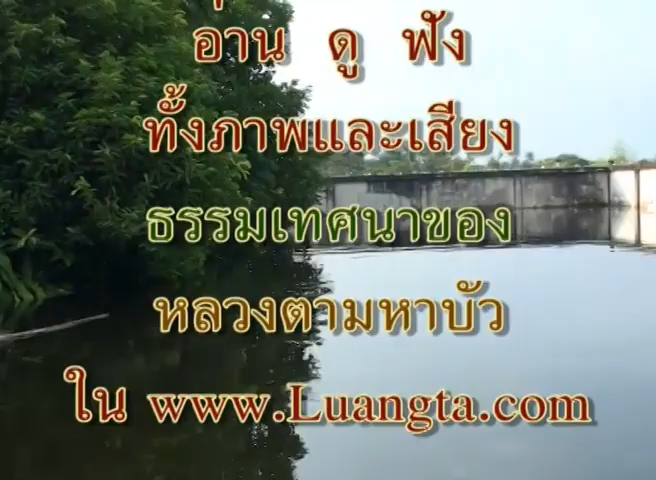 อ่าน ดู ฟัง
ทั้งภาพและเสียง
ธรรมเทศนาของ
หลวงตามหาบัว
ใน www.Luangta.com